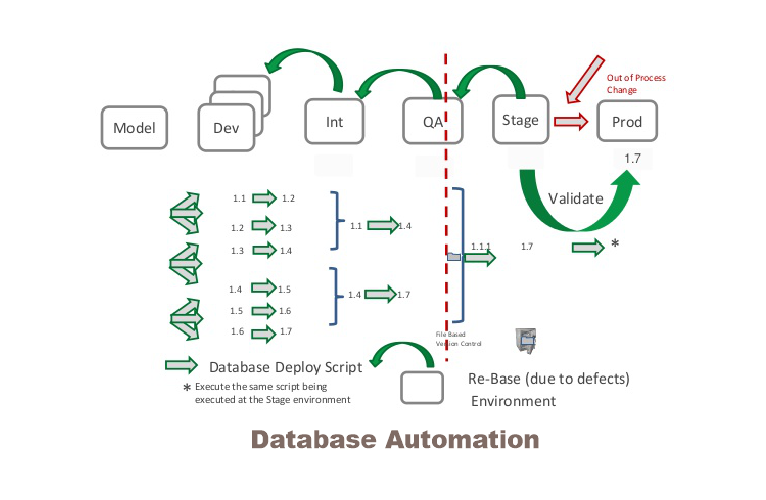 Out of Process
Change
Model
Dev
Int
QA
Stage
Prod
1.7
Validate
1.1 1.2
1.2 1.3
1.3 1.4
1.1 1.4
1.1.1 1.7 *
1.4 1.5
1.5 1.6
1.6 1.7
1.4 1.7
File Based
Version Control
Database Deploy Script
* Execute the same script being
executed at the Stage environment
Re-Base (due to defects)
Environment
Database Automation